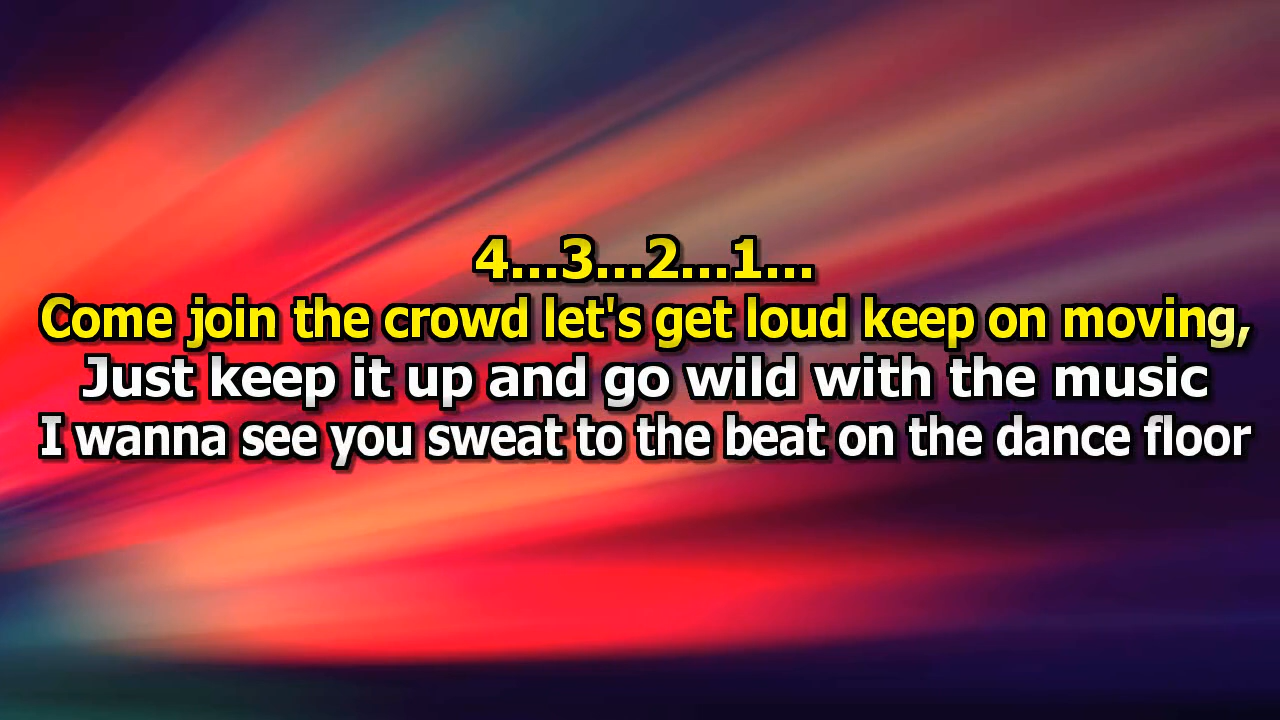 4...3...2...1...
Come join the crowd let's get loud keep on moving,
Just keep it up and go wild with the music
I wanna see you sweat to the beat on the dance floor